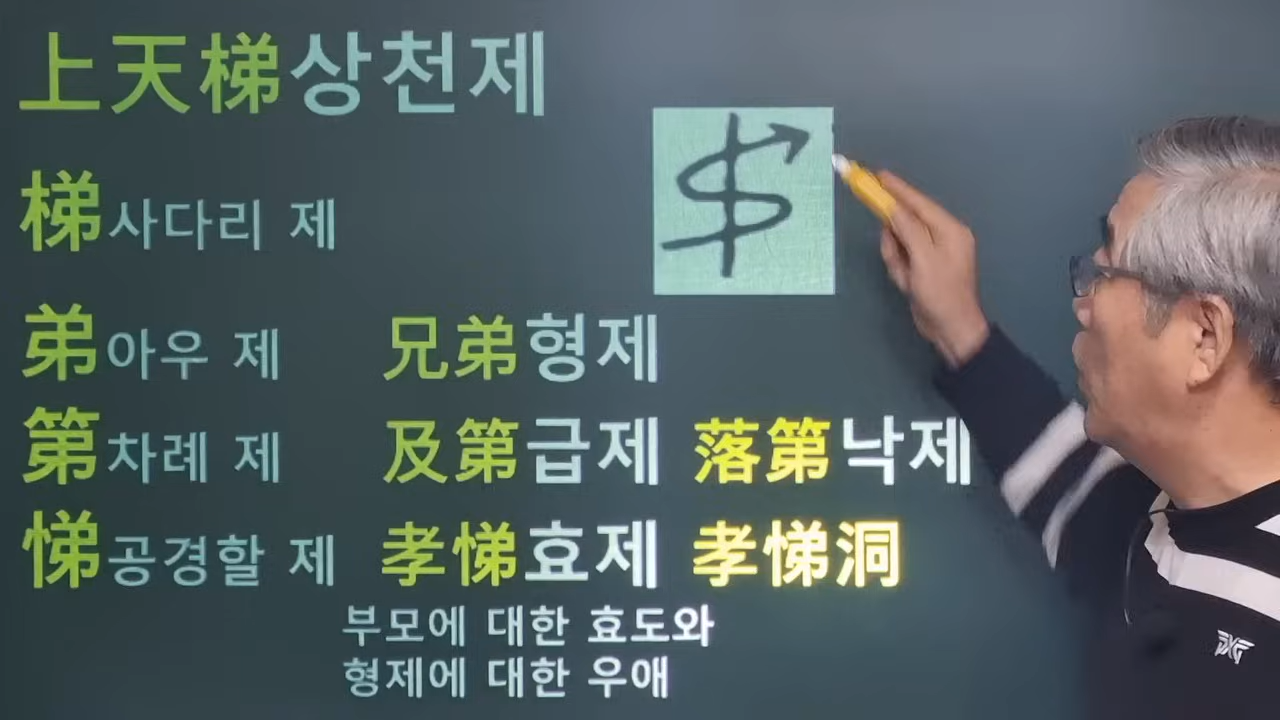 上天梯상천제
梯사다리 제
弟아우 제 兄弟형제
第차례 제 及第급제 落第낙제
悌공경할 제 孝悌효제 孝悌洞
부모에 대한 효도와
형제에 대한 우애
PXG